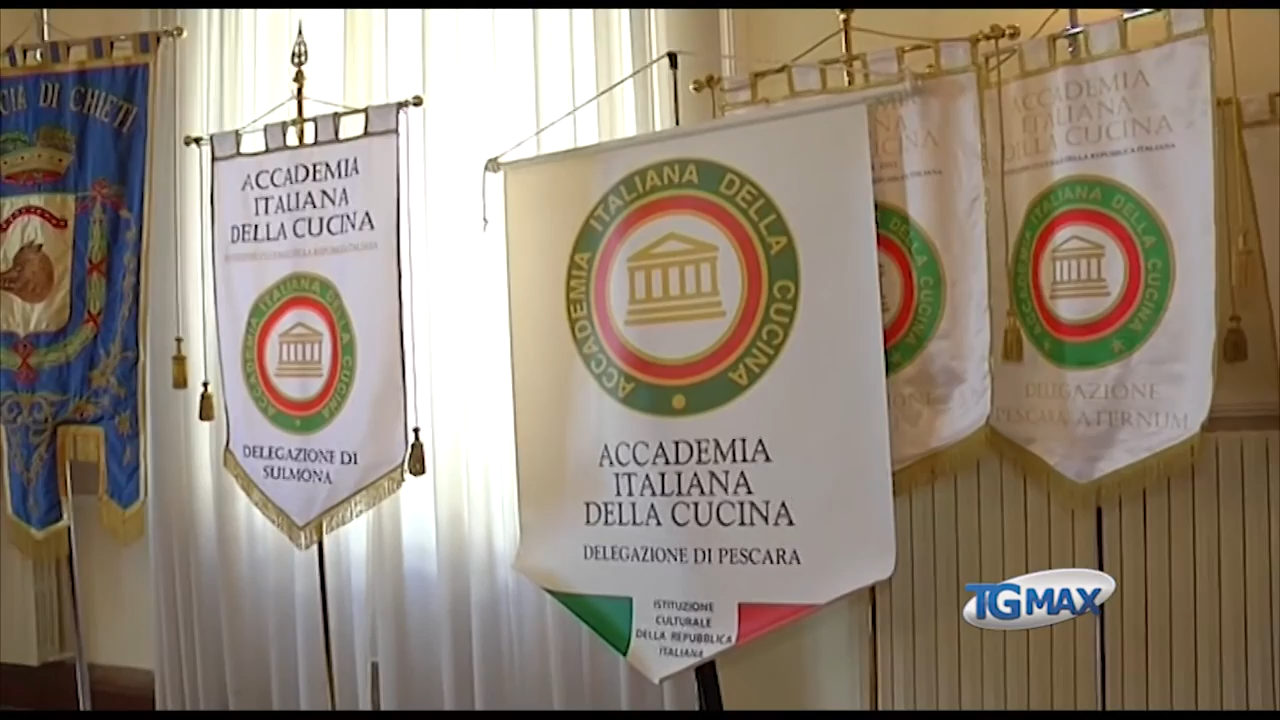 CIA DI CHIETI
ACCADEMIA
ITALIANA
DELLA CUCINA
ACCADEMIA ITALIANA DELLA CUCINA
DELEGAZIONE DI
SULMONA
ACCADEMIA ITALIANA DELLA CUCINA
ACCADEMIA
ITALIANA
DELLA CUCINA
DELEGAZIONE DI PESCARA
ISTITUZIONE
CULTURALE
DELLA REPUBBLICA
ITALIANA
DELLA CUCINA
ACCADEMIA
ITALIANA
DELLA CUCINA
ACCADEMIA ITALIANA DELLA CUCINA
DELEGAZIONE
PESCARA ATERNUM
TGMAX